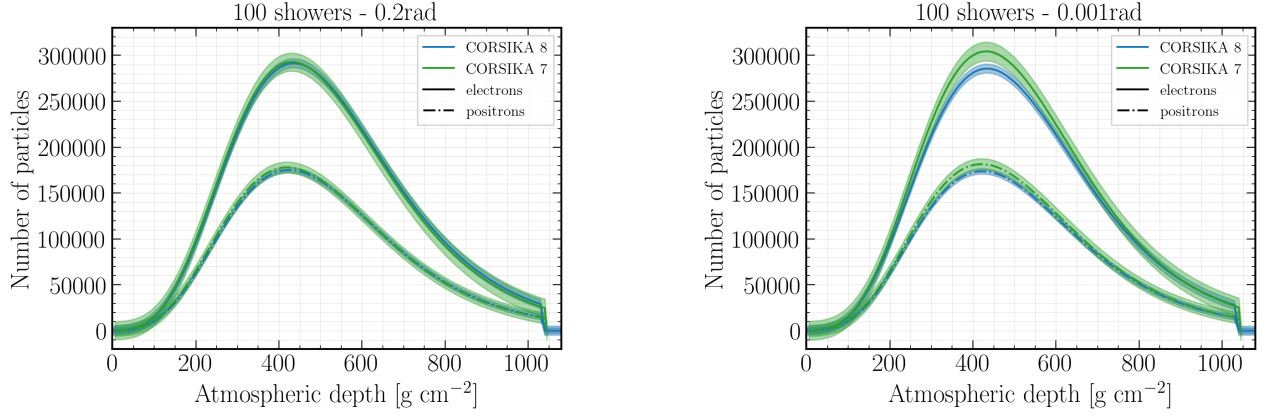 100 showers - 0.2rad
CORSIKA 8
CORSIKA 7
electrons
positrons
300000
250000
200000
150000
100000
50000
0
Number of particles
0 200 400 600 800 1000
Atmospheric depth [g cm⁻²]
100 showers - 0.001rad
CORSIKA 8
CORSIKA 7
electrons
positrons
300000
250000
200000
150000
100000
50000
0
Number of particles
0 200 400 600 800 1000
Atmospheric depth [g cm⁻²]